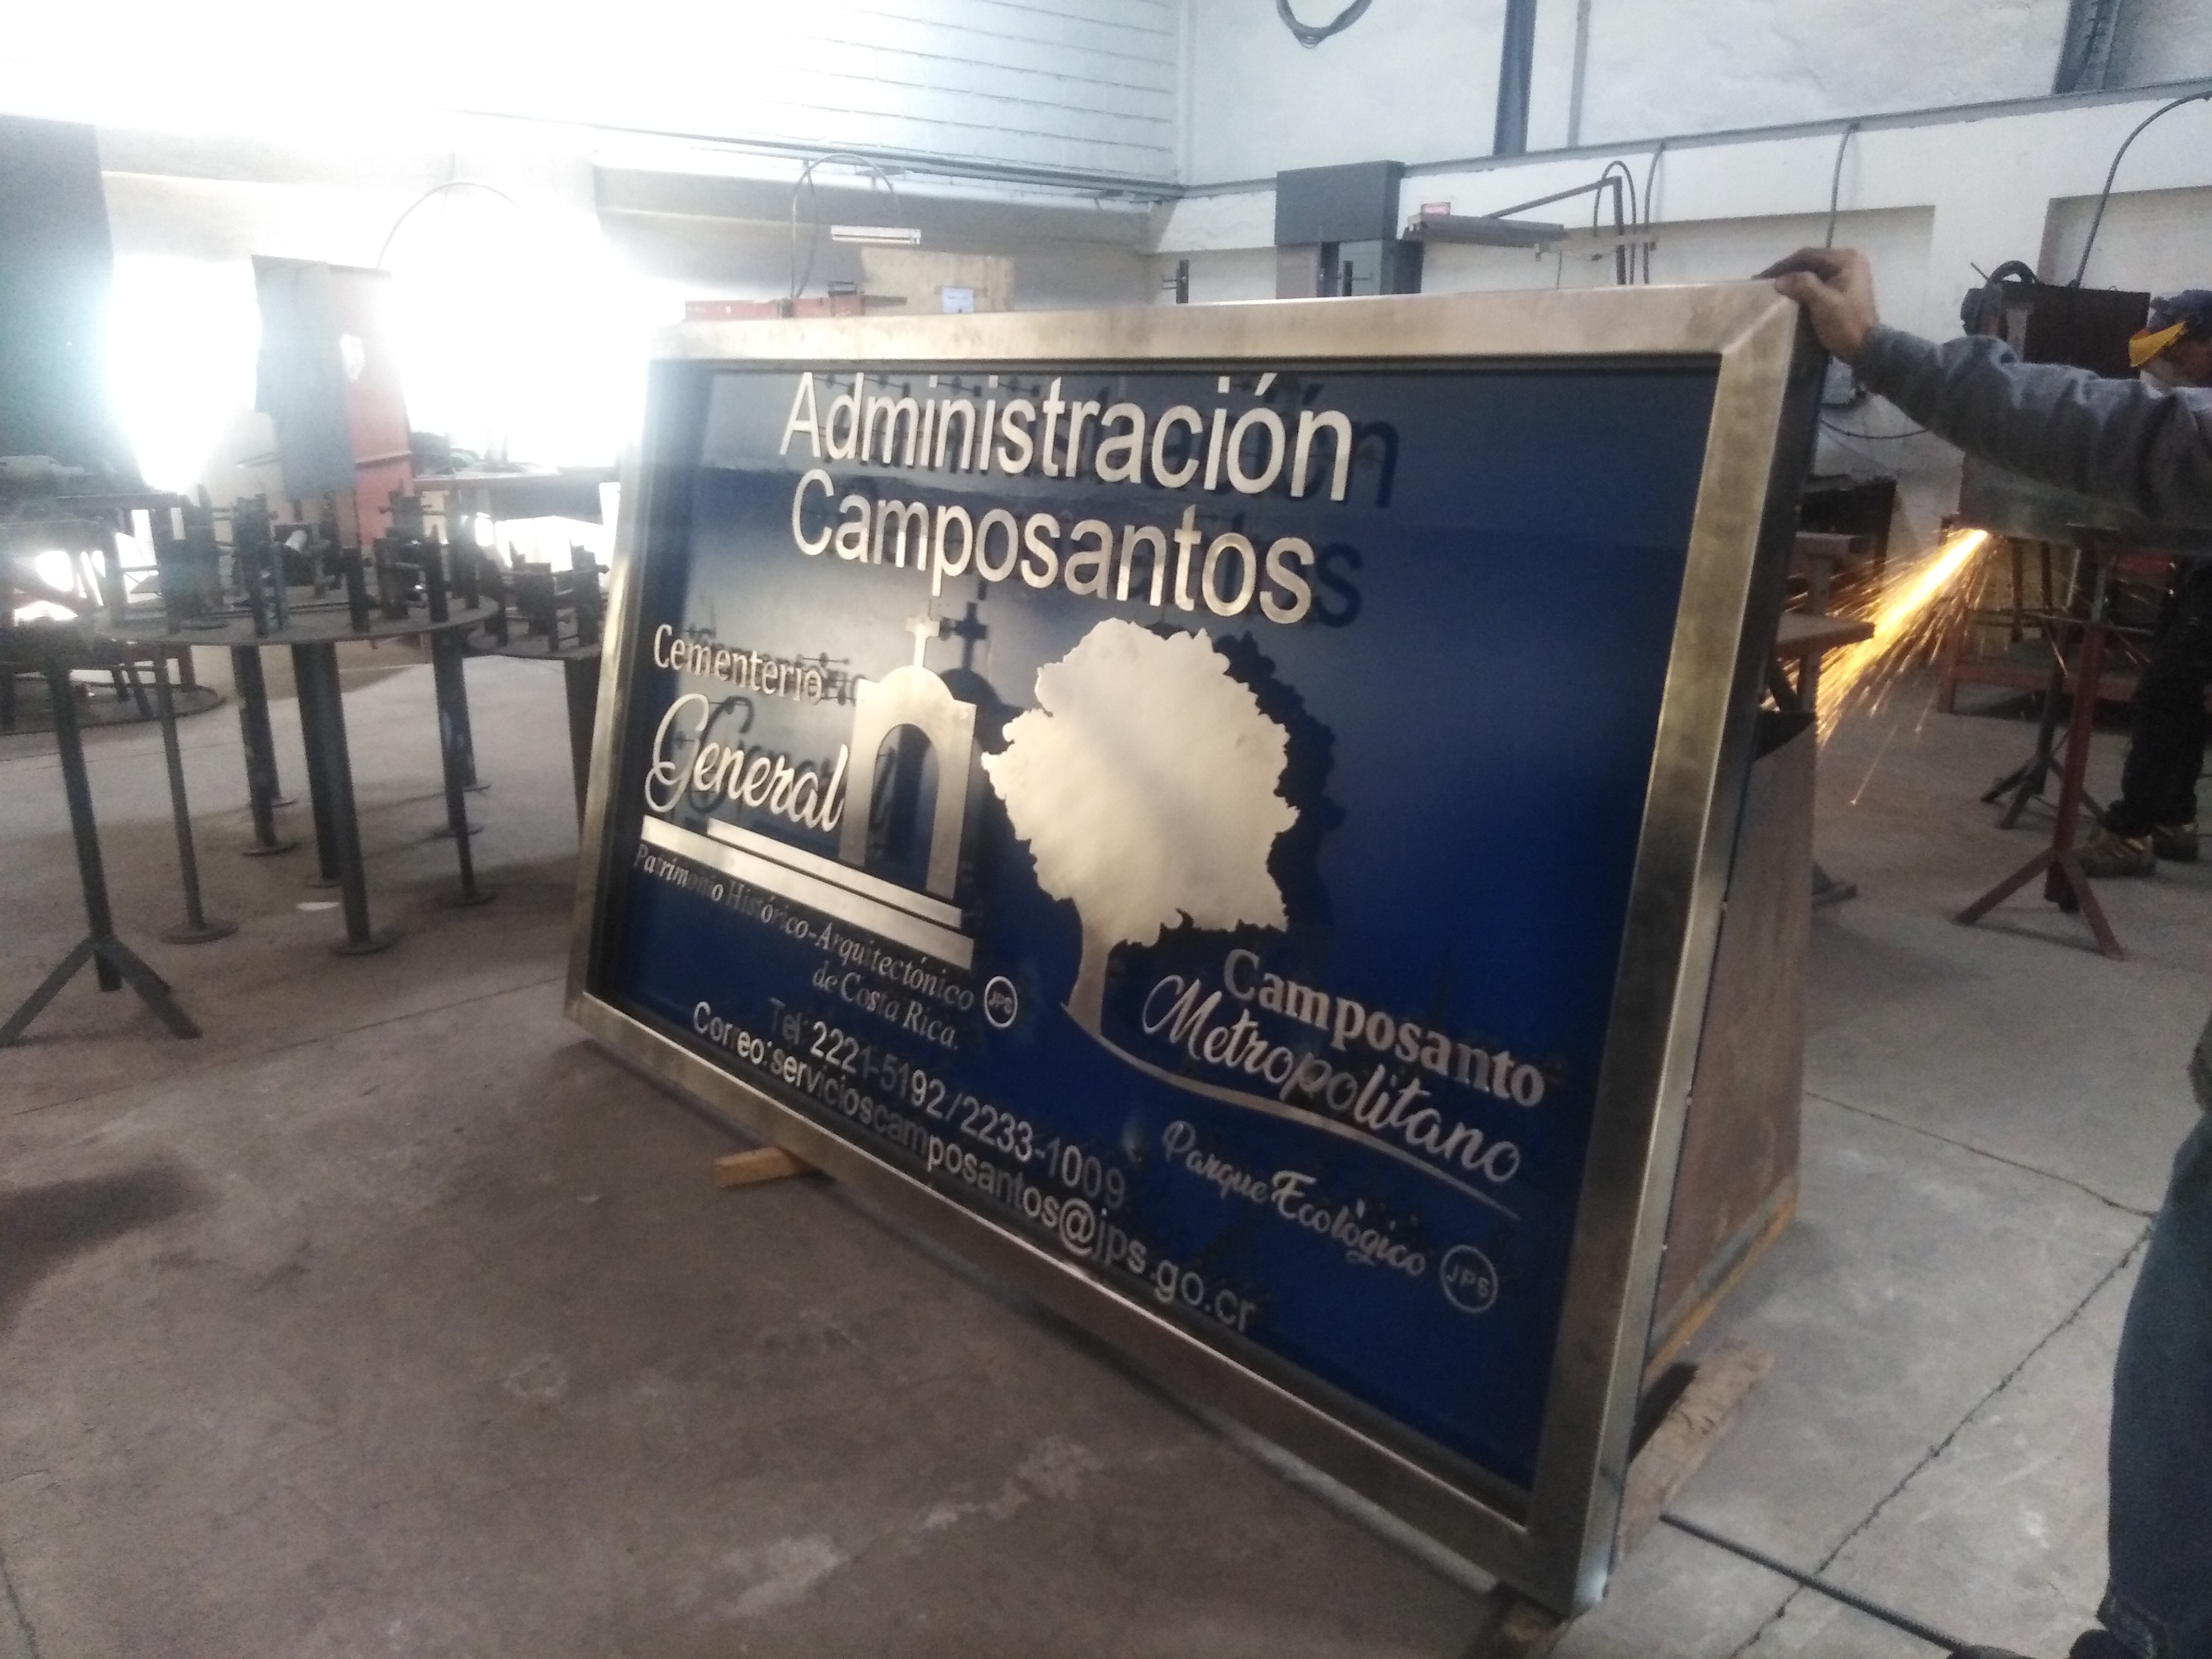 Administración
Camposantos
Cementerio
General
Patrimonio Histórico-Arquitectónico
de Costa Rica.
JPS
Camposanto
Metropolitano
Parque Ecológico
JPS
Tel: 2221-5192 / 2233-1009
Correo:servicioscamposantos@jps.go.cr